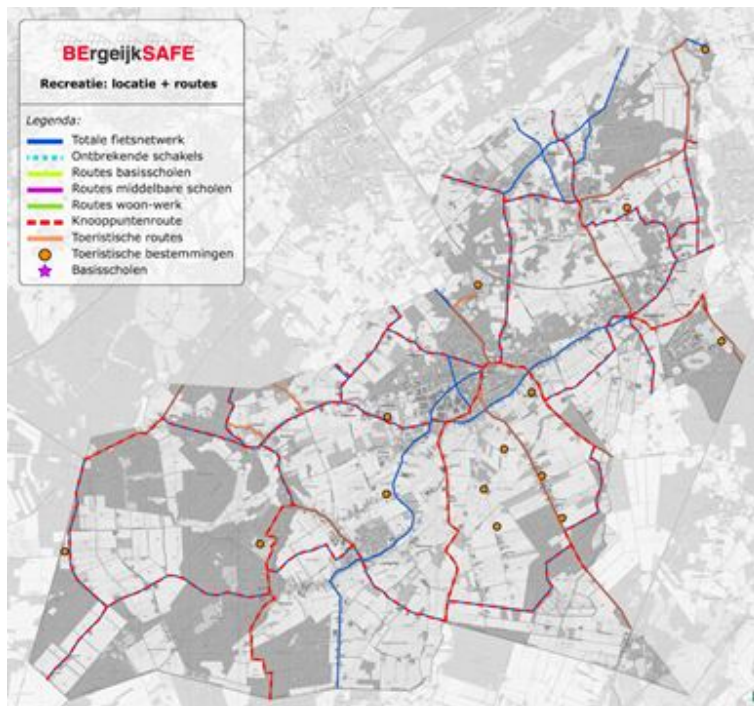 BErgeijkSAFE
Recreatie: locatie + routes
Legenda:
Totale fietsnetwerk
Ontbrekende schakels
Routes basisscholen
Routes middelbare scholen
Routes woon-werk
Knooppuntenroute
Toeristische routes
Toeristische bestemmingen
Basisscholen